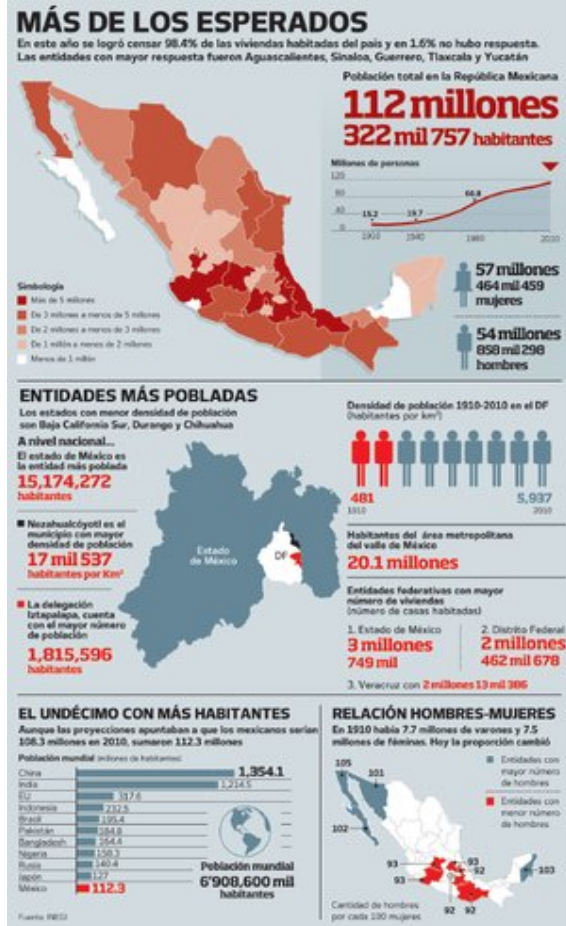 MÁS DE LOS ESPERADOS
En este año se logró censar 98.4% de las viviendas habitadas del país y en 1.6% no hubo respuesta.
Las entidades con mayor respuesta fueron Aguascalientes, Sinaloa, Guerrero, Tlaxcala y Yucatán
Población total en la República Mexicana
112 millones
322 mil 757 habitantes
Millones de personas
120
80
40
0
15.2
19.7
60.8
1910
1940
1980
2010
57 millones
464 mil 459
mujeres
54 millones
858 mil 298
hombres
Simbología
Más de 5 millones
De 3 millones a menos de 5 millones
De 2 millones a menos de 3 millones
De 1 millón a menos de 2 millones
Menos de 1 millón
ENTIDADES MÁS POBLADAS
Los estados con menor densidad de población
son Baja California Sur, Durango y Chihuahua
A nivel nacional...
El estado de México es
la entidad más poblada
15,174,272
habitantes
Nezahualcóyotl es el
municipio con mayor
densidad de población
17 mil 537
habitantes por Km²
La delegación
Iztapalapa, cuenta
con el mayor número
de población
1,815,596
habitantes
Estado
de México
DF
Densidad de población 1910-2010 en el DF
(habitantes por km²)
481
1910
5,937
2010
Habitantes del área metropolitana
del valle de México
20.1 millones
Entidades federativas con mayor
número de viviendas
(número de casas habitadas)
1. Estado de México
3 millones
749 mil
2. Distrito Federal
2 millones
462 mil 678
3. Veracruz con 2 millones 13 mil 386
EL UNDÉCIMO CON MÁS HABITANTES
Aunque las proyecciones apuntaban a que los mexicanos serían
108.3 millones en 2010, sumaron 112.3 millones
Población mundial (millones de habitantes)
China 1,354.1
India 1,214.5
EU 317.6
Indonesia 232.5
Brasil 195.4
Pakistán 184.8
Bangladesh 164.4
Nigeria 158.3
Rusia 140.4
Japón 127
México 112.3
Población mundial
6'908,600 mil
habitantes
Fuente: INEGI
RELACIÓN HOMBRES-MUJERES
En 1910 había 7.7 millones de varones y 7.5
millones de féminas. Hoy la proporción cambió
Entidades con
mayor número
de hombres
Entidades con
menor número
de hombres
105
101
102
93
93
93
92
92
92
103
Cantidad de hombres
por cada 100 mujeres